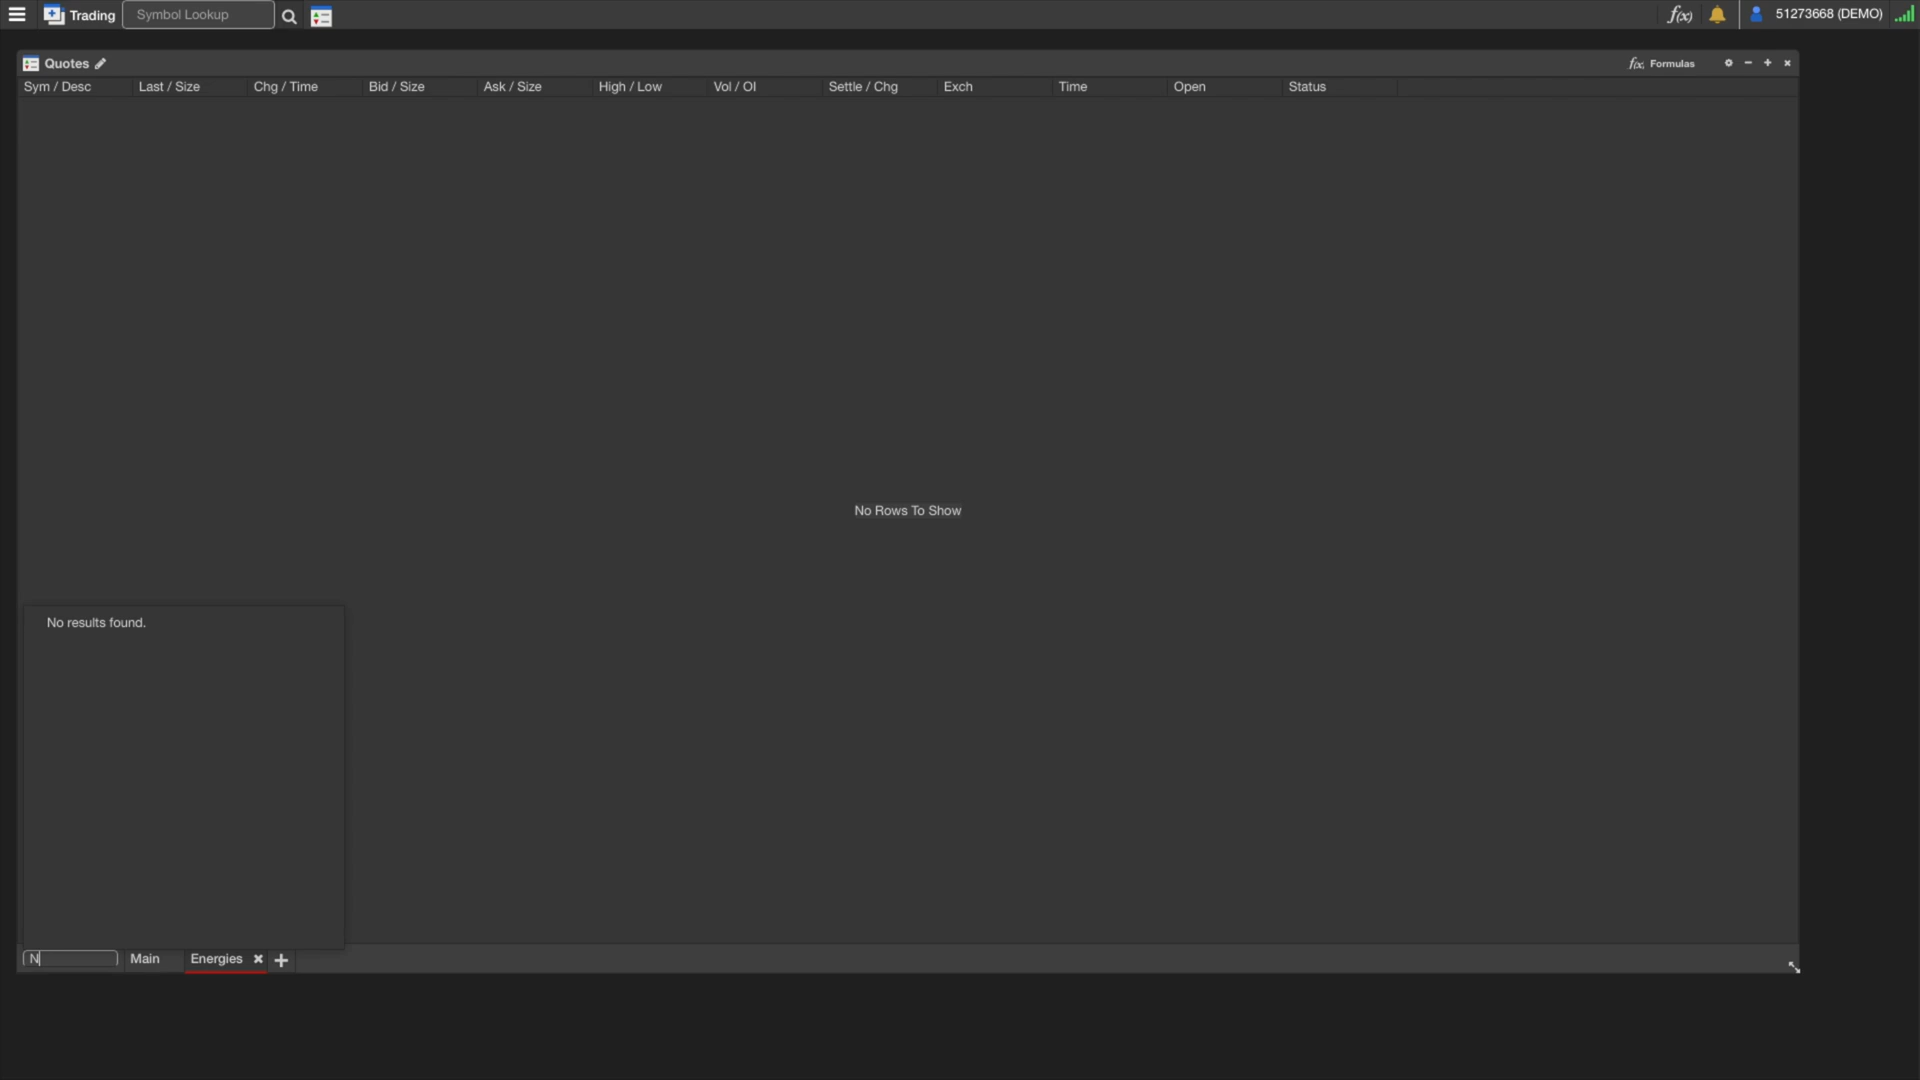 Trading Symbol Lookup f(x) 51273668 (DEMO)
Quotes f(x) Formulas
Sym / Desc Last / Size Chg / Time Bid / Size Ask / Size High / Low Vol / OI Settle / Chg Exch Time Open Status
No Rows To Show
No results found.
N Main Energies